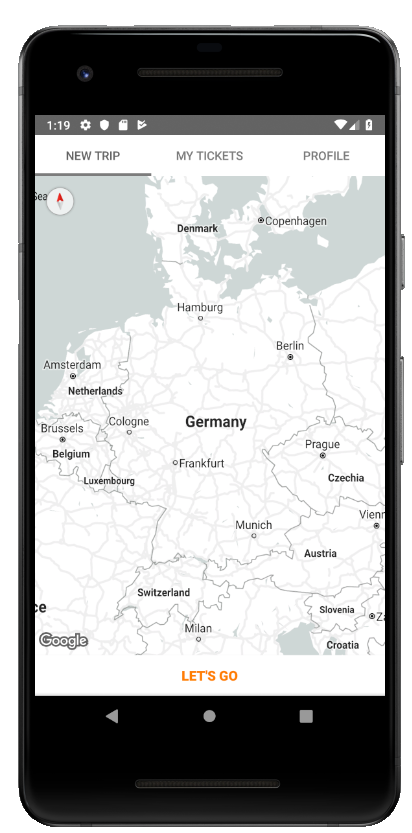 1:19
NEW TRIP MY TICKETS PROFILE
Sea
Copenhagen
Denmark
Hamburg
Berlin
Amsterdam
Netherlands
Cologne
Germany
Brussels
Prague
Belgium
Frankfurt
Czechia
Luxembourg
Vienn
Munich
Austria
Switzerland
ce
Slovenia
Za
Milan
Google
Croatia
LET'S GO